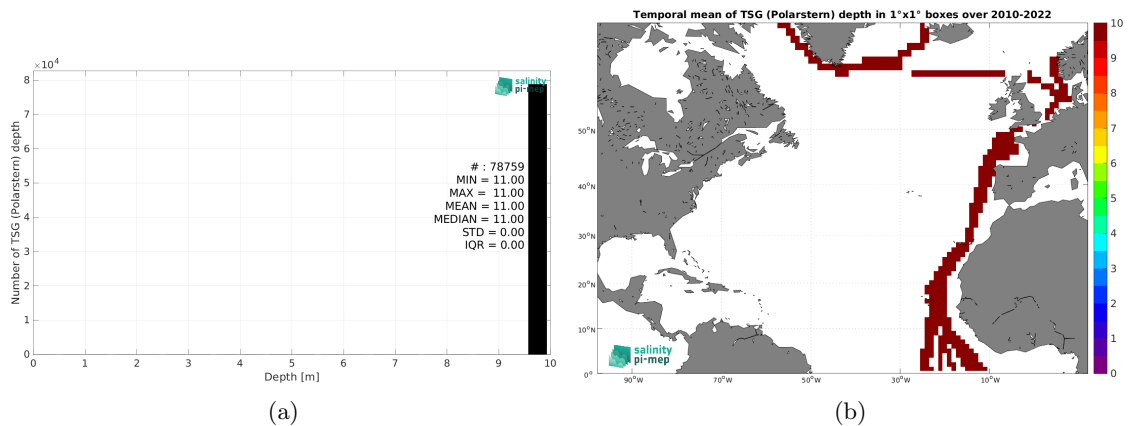 ×10⁴
8
7
6
5
4
3
2
1
0
Number of TSG (Polarstern) depth
salinity
pi-mep
# : 78759
MIN = 11.00
MAX = 11.00
MEAN = 11.00
MEDIAN = 11.00
STD = 0.00
IQR = 0.00
0 1 2 3 4 5 6 7 8 9 10
Depth [m]
(a)
Temporal mean of TSG (Polarstern) depth in 1°x1° boxes over 2010-2022
50°N
40°N
30°N
20°N
10°N
0°
90°W 70°W 50°W 30°W 10°W
salinity
pi-mep
10
9
8
7
6
5
4
3
2
1
0
(b)